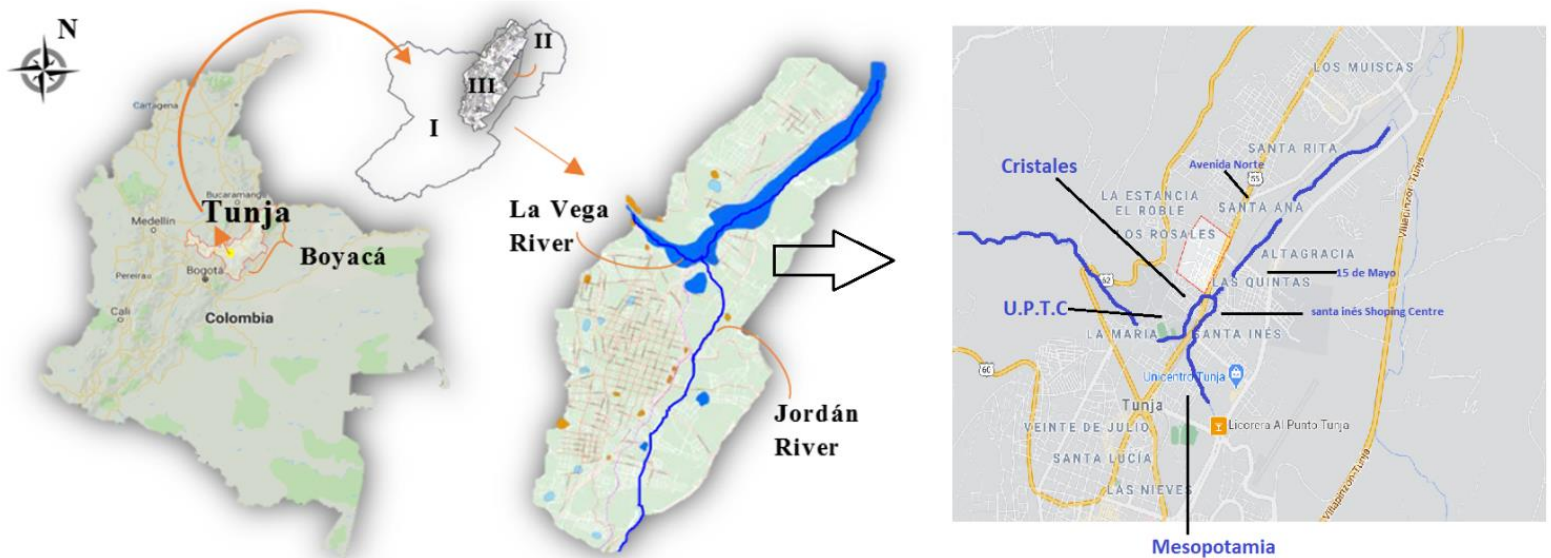 N
Cartagena
Bucaramanga
Medellín
Tunja
Boyacá
Pereira
Bogotá
Cali
Colombia
I
II
III
La Vega
River
Jordán
River
LOS MUISCAS
SANTA RITA
Cristales
Avenida Norte
55
LA ESTANCIA
EL ROBLE
SANTA ANA
LOS ROSALES
Villapinzón-Tunja
ALTAGRACIA
62
15 de Mayo
LAS QUINTAS
U.P.T.C
santa inés Shoping Centre
LA MARIA
SANTA INÉS
60
Unicentro Tunja
Tunja
VEINTE DE JULIO
Licorera Al Punto Tunja
SANTA LUCÍA
LAS NIEVES
Villapinzón-Tunja
Mesopotamia